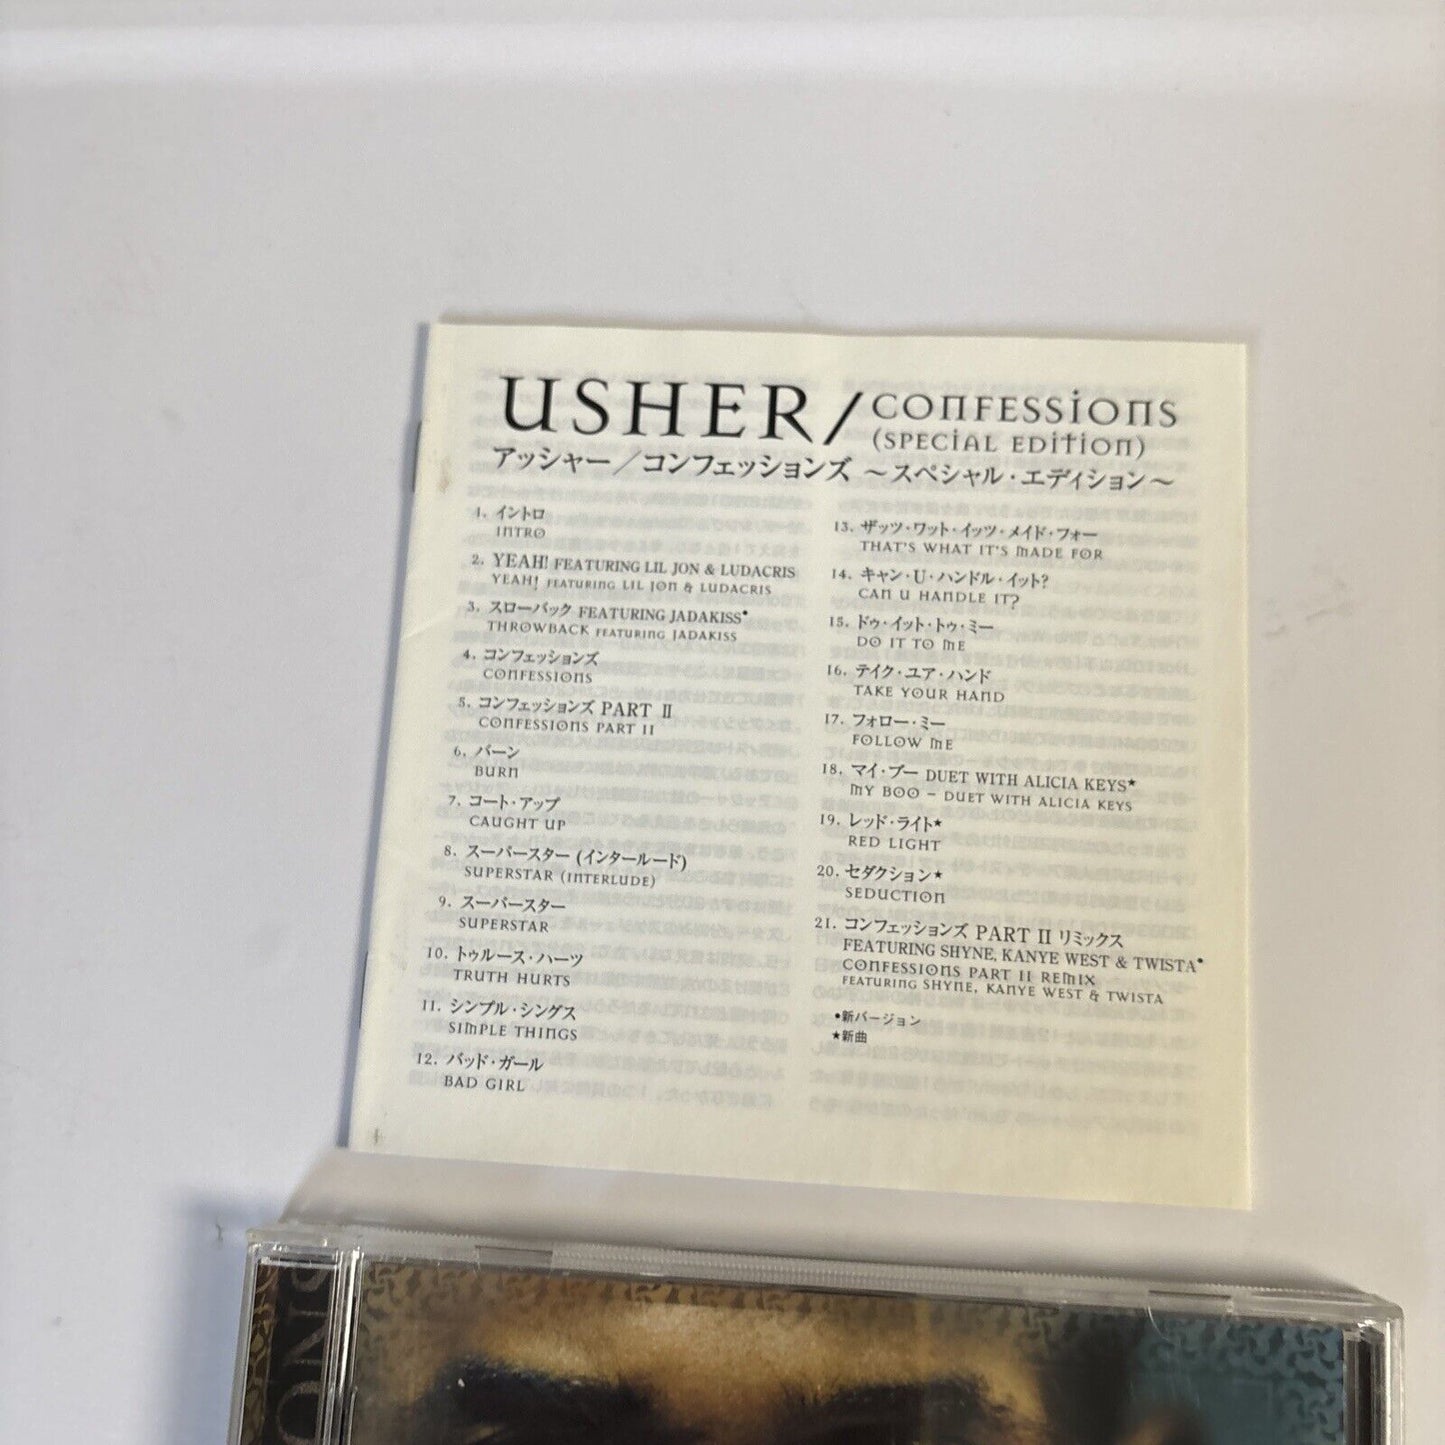 USHER/CONFESSIONS
(SPECIAL EDITION)
アッシャー／コンフェッションズ ～スペシャル・エディション～
1. イントロ
INTRO
2. YEAH! FEATURING LIL JON & LUDACRIS
YEAH! FEATURING LIL JON & LUDACRIS
3. スローバック FEATURING JADAKISS•
THROWBACK FEATURING JADAKISS
4. コンフェッションズ
CONFESSIONS
5. コンフェッションズ PART II
CONFESSIONS PART II
6. バーン
BURN
7. コート・アップ
CAUGHT UP
8. スーパースター (インタールード)
SUPERSTAR (INTERLUDE)
9. スーパースター
SUPERSTAR
10. トゥルース・ハーツ
TRUTH HURTS
11. シンプル・シングス
SIMPLE THINGS
12. バッド・ガール
BAD GIRL
13. ザッツ・ワット・イッツ・メイド・フォー
THAT'S WHAT IT'S MADE FOR
14. キャン・U・ハンドル・イット?
CAN U HANDLE IT?
15. ドゥ・イット・トゥ・ミー
DO IT TO ME
16. テイク・ユア・ハンド
TAKE YOUR HAND
17. フォロー・ミー
FOLLOW ME
18. マイ・ブー DUET WITH ALICIA KEYS★
MY BOO – DUET WITH ALICIA KEYS
19. レッド・ライト★
RED LIGHT
20. セダクション★
SEDUCTION
21. コンフェッションズ PART II リミックス
FEATURING SHYNE, KANYE WEST & TWISTA•
CONFESSIONS PART II REMIX
FEATURING SHYNE, KANYE WEST & TWISTA
•新バージョン
★新曲